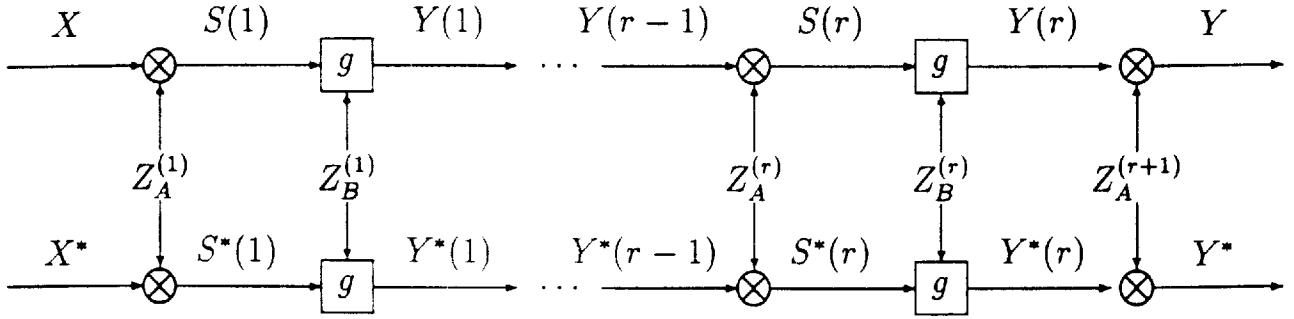 X S(1) Y(1) Y(r − 1) S(r) Y(r) Y
g · · · g
Z_A^{(1)} Z_B^{(1)} Z_A^{(r)} Z_B^{(r)} Z_A^{(r+1)}
X* S*(1) Y*(1) Y*(r − 1) S*(r) Y*(r) Y*
g · · · g